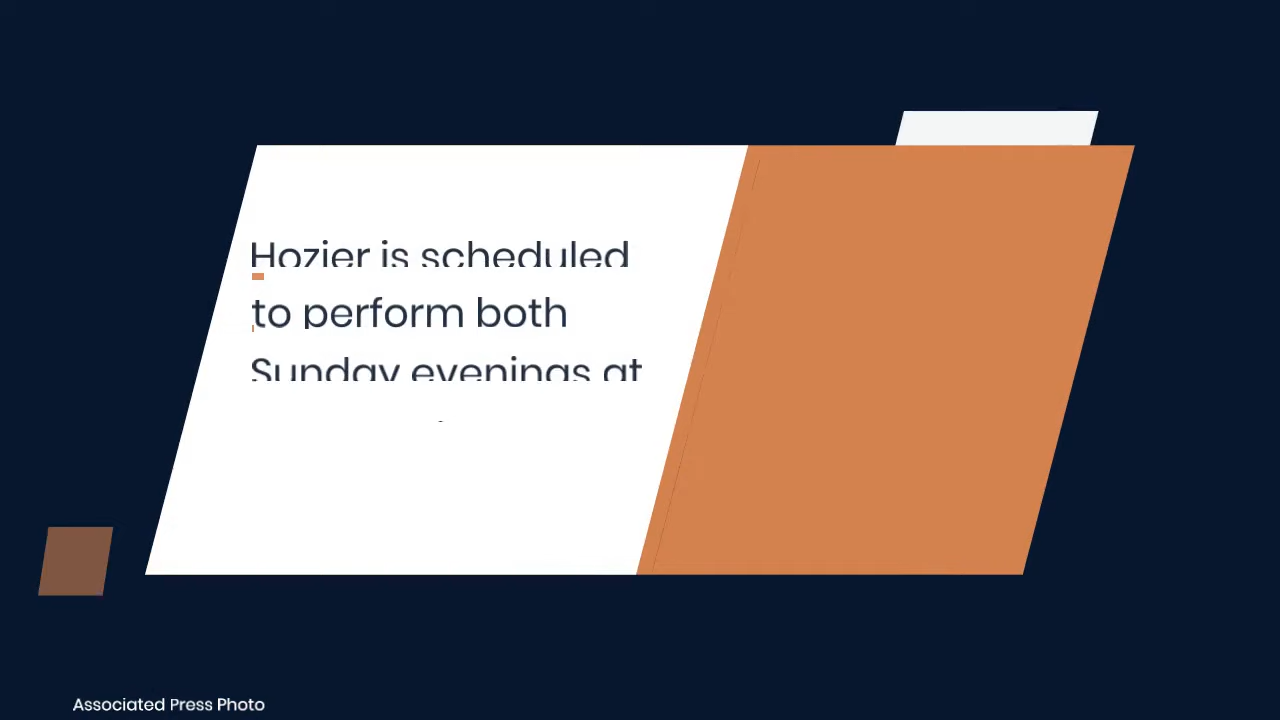 Hozier is scheduled
to perform both
Sunday evenings at
Associated Press Photo